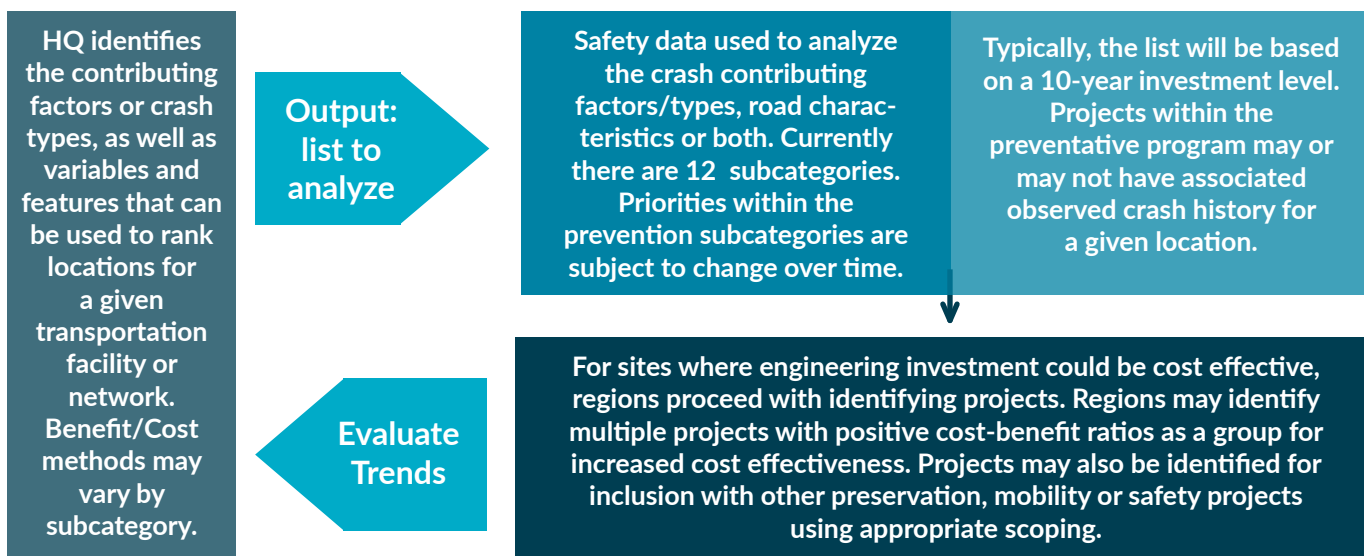 HQ identifies
the contributing
factors or crash
types, as well as
variables and
features that can
be used to rank
locations for
a given
transportation
facility or
network.
Benefit/Cost
methods may
vary by
subcategory.
Output:
list to
analyze
Safety data used to analyze
the crash contributing
factors/types, road charac-
teristics or both. Currently
there are 12 subcategories.
Priorities within the
prevention subcategories are
subject to change over time.
Typically, the list will be based
on a 10-year investment level.
Projects within the
preventative program may or
may not have associated
observed crash history for
a given location.
For sites where engineering investment could be cost effective,
regions proceed with identifying projects. Regions may identify
multiple projects with positive cost-benefit ratios as a group for
increased cost effectiveness. Projects may also be identified for
inclusion with other preservation, mobility or safety projects
using appropriate scoping.
Evaluate
Trends